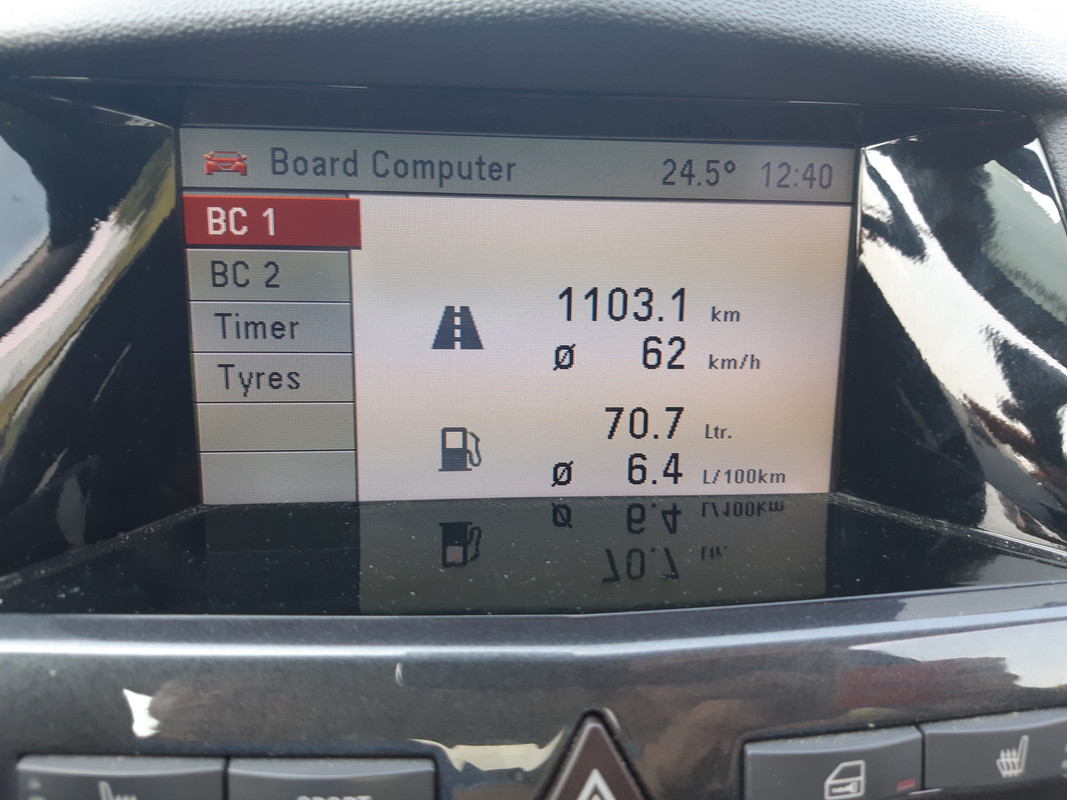 Board Computer 24.5° 12:40
BC 1
BC 2
Timer
Tyres
1103.1 km
Ø 62 km/h
70.7 Ltr.
Ø 6.4 L/100km
SPORT